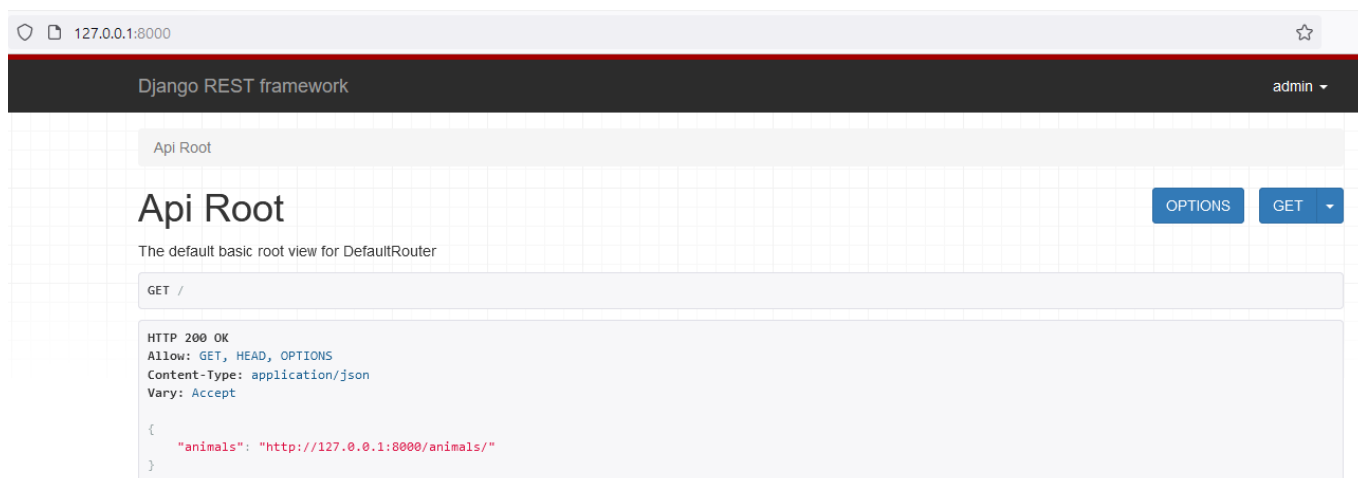 127.0.0.1:8000
Django REST framework admin
Api Root
Api Root OPTIONS GET
The default basic root view for DefaultRouter
GET /
HTTP 200 OK
Allow: GET, HEAD, OPTIONS
Content-Type: application/json
Vary: Accept
{
    "animals": "http://127.0.0.1:8000/animals/"
}